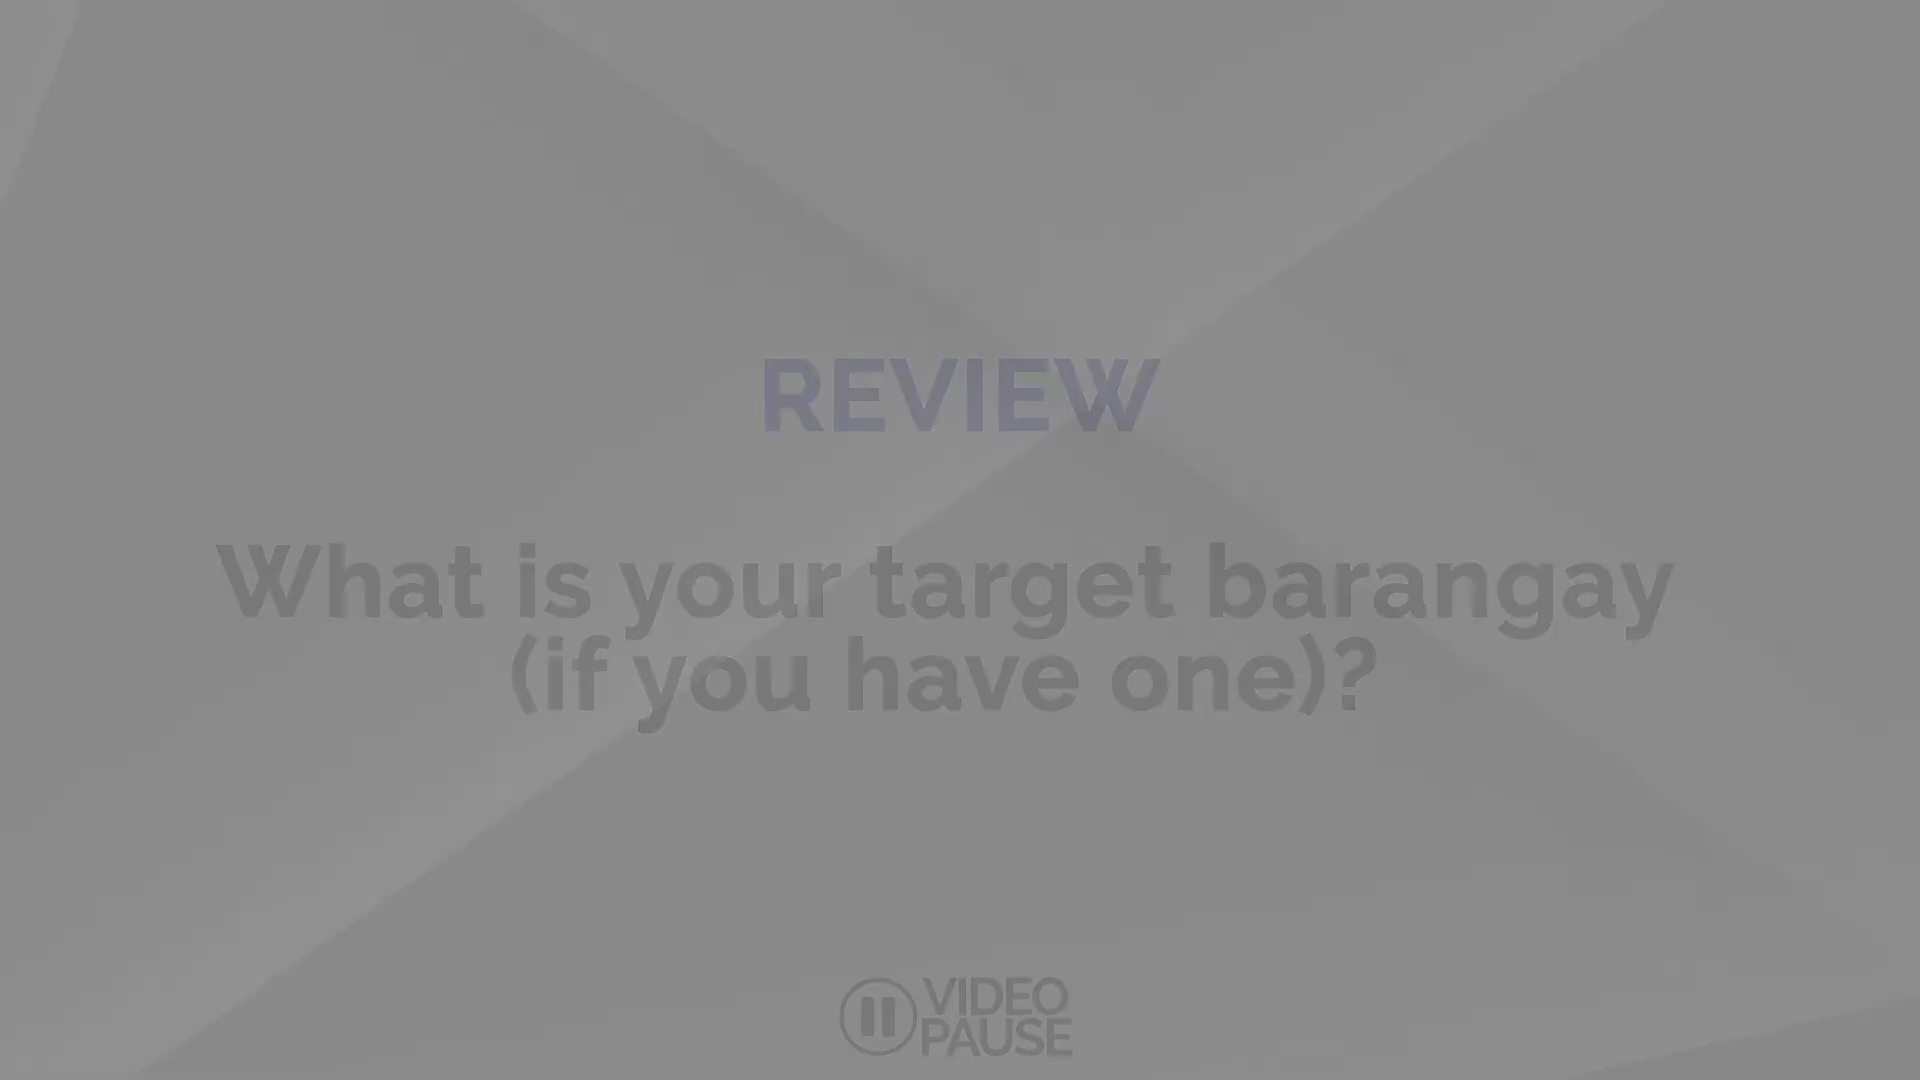 REVIEW
What is your target barangay
(if you have one)?
VIDEO
PAUSE